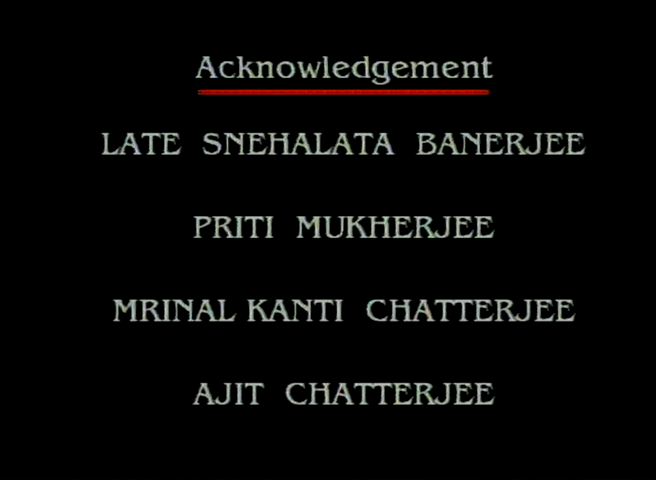 Acknowledgement
LATE SNEHALATA BANERJEE
PRITI MUKHERJEE
MRINAL KANTI CHATTERJEE
AJIT CHATTERJEE